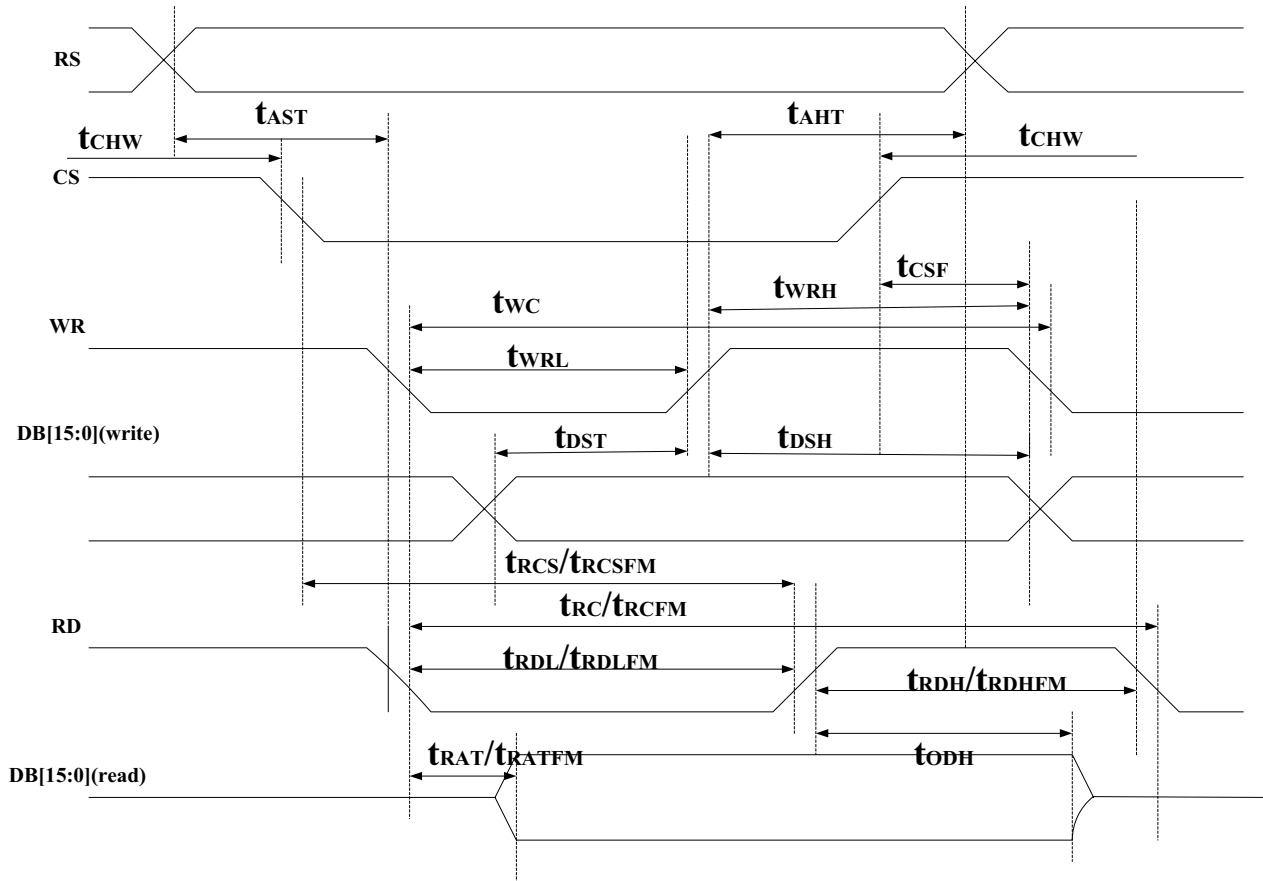 RS
tAST
tAHT
tCHW
tCHW
CS
tCSF
tWRH
tWC
WR
tWRL
DB[15:0](write)
tDST
tDSH
tRCS/tRCSFM
tRC/tRCFM
RD
tRDL/tRDLFM
tRDH/tRDHFM
tRAT/tRATFM
tODH
DB[15:0](read)